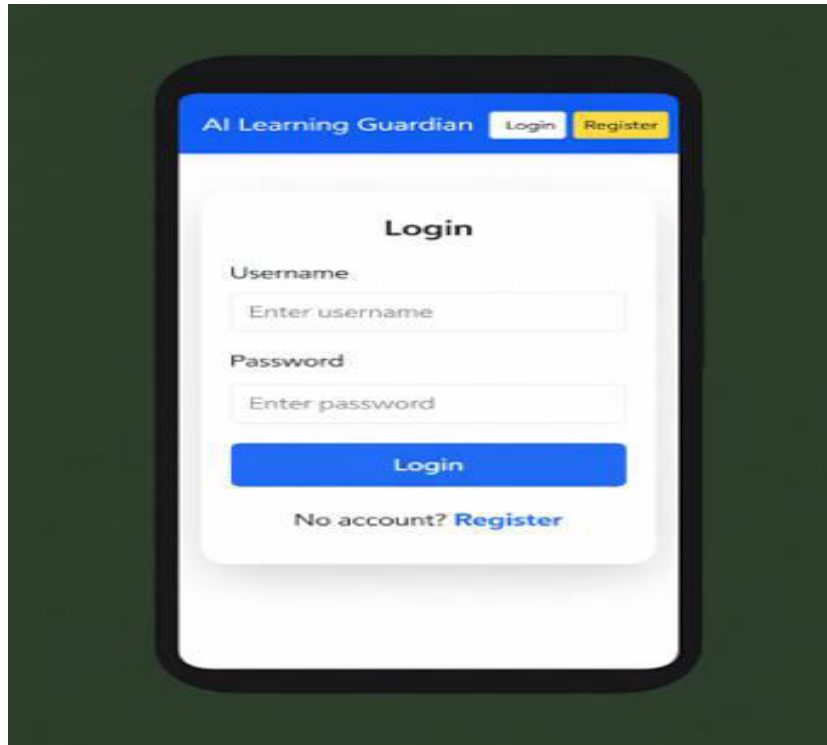 AI Learning Guardian Login Register
Login
Username
Enter username
Password
Enter password
Login
No account? Register